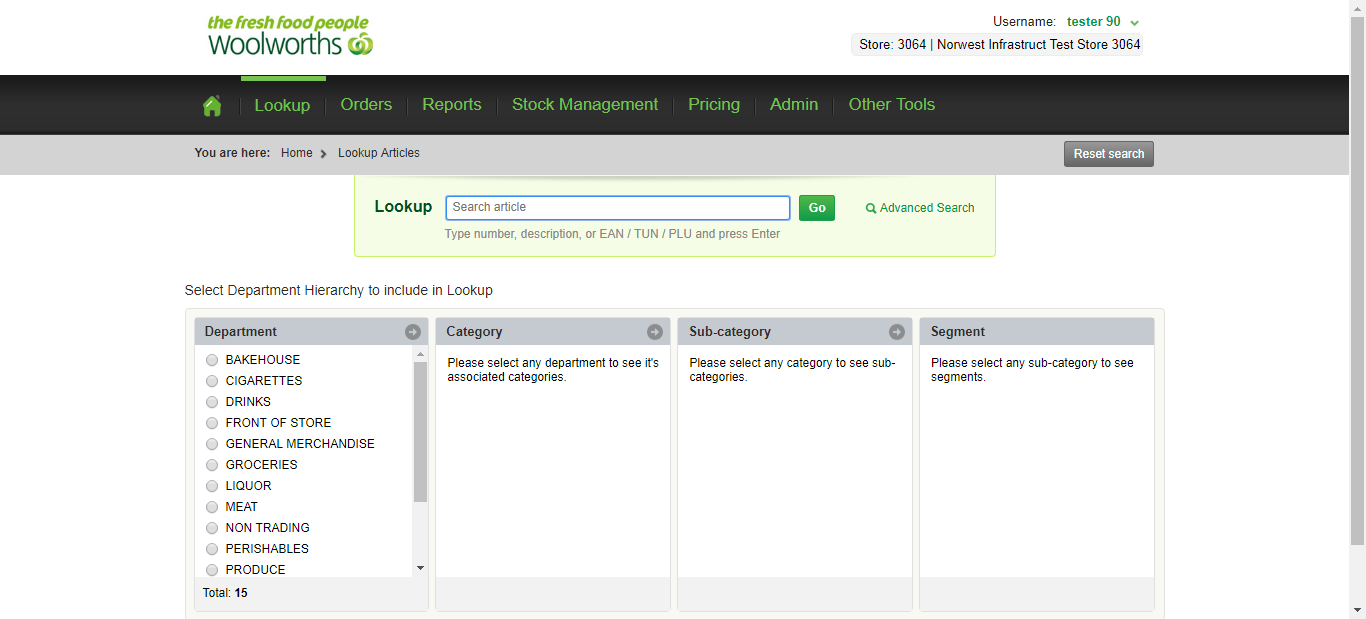 the fresh food people
Woolworths
Username: tester 90
Store: 3064 | Norwest Infrastruct Test Store 3064
Lookup Orders Reports Stock Management Pricing Admin Other Tools
You are here: Home Lookup Articles
Reset search
Lookup Search article Go Advanced Search
Type number, description, or EAN / TUN / PLU and press Enter
Select Department Hierarchy to include in Lookup
Department
BAKEHOUSE
CIGARETTES
DRINKS
FRONT OF STORE
GENERAL MERCHANDISE
GROCERIES
LIQUOR
MEAT
NON TRADING
PERISHABLES
PRODUCE
Total: 15
Category
Please select any department to see it's
associated categories.
Sub-category
Please select any category to see sub-
categories.
Segment
Please select any sub-category to see
segments.